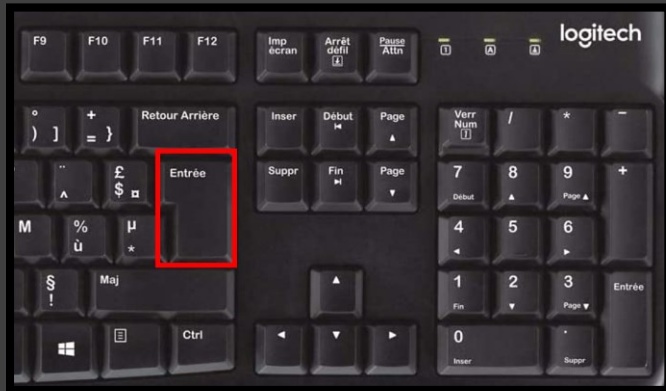 logitech
F9 F10 F11 F12 Imp écran Arrêt défil Pause Attn 1 A
° ) ] + = } Retour Arrière Inser Début Page Verr Num 1 / * -
¨ ^ £ $ ¤ Entrée Suppr Fin Page 7 Début 8 9 Page +
M % ù µ * 4 5 6
§ ! Maj 1 Fin 2 3 Page Entrée
Ctrl 0 Inser . Suppr